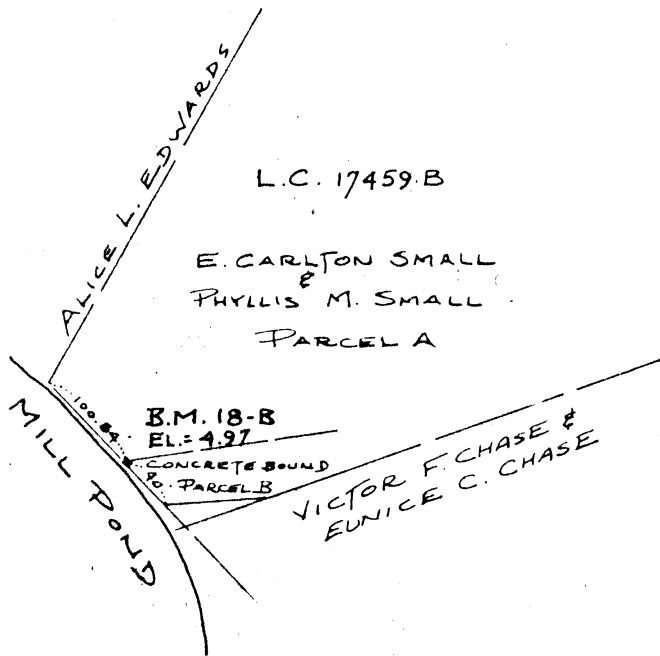 ALICE L. EDWARDS
L.C. 17459-B
E. CARLTON SMALL
&
PHYLLIS M. SMALL
PARCEL A
100.84
B.M. 18-B
EL.= 4.97
CONCRETE BOUND
PARCEL B
MILL POND
VICTOR F. CHASE &
EUNICE C. CHASE